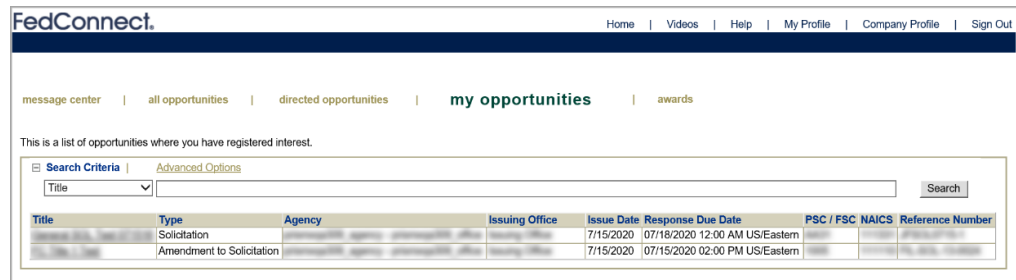 FedConnect.
Home | Videos | Help | My Profile | Company Profile | Sign Out
message center | all opportunities | directed opportunities | my opportunities | awards
This is a list of opportunities where you have registered interest.
Search Criteria | Advanced Options
Title Search
Title Type Agency Issuing Office Issue Date Response Due Date PSC / FSC NAICS Reference Number
Solicitation 7/15/2020 07/18/2020 12:00 AM US/Eastern
Amendment to Solicitation 7/15/2020 07/15/2020 02:00 PM US/Eastern